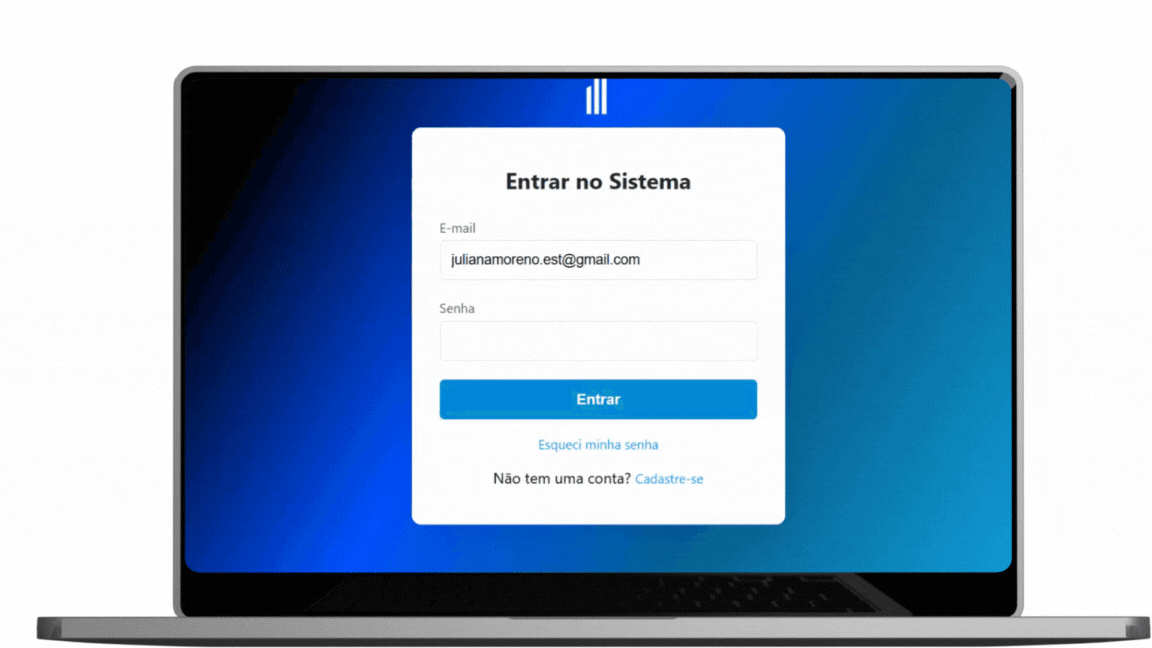 Entrar no Sistema
E-mail
julianamoreno.est@gmail.com
Senha
Entrar
Esqueci minha senha
Não tem uma conta? Cadastre-se